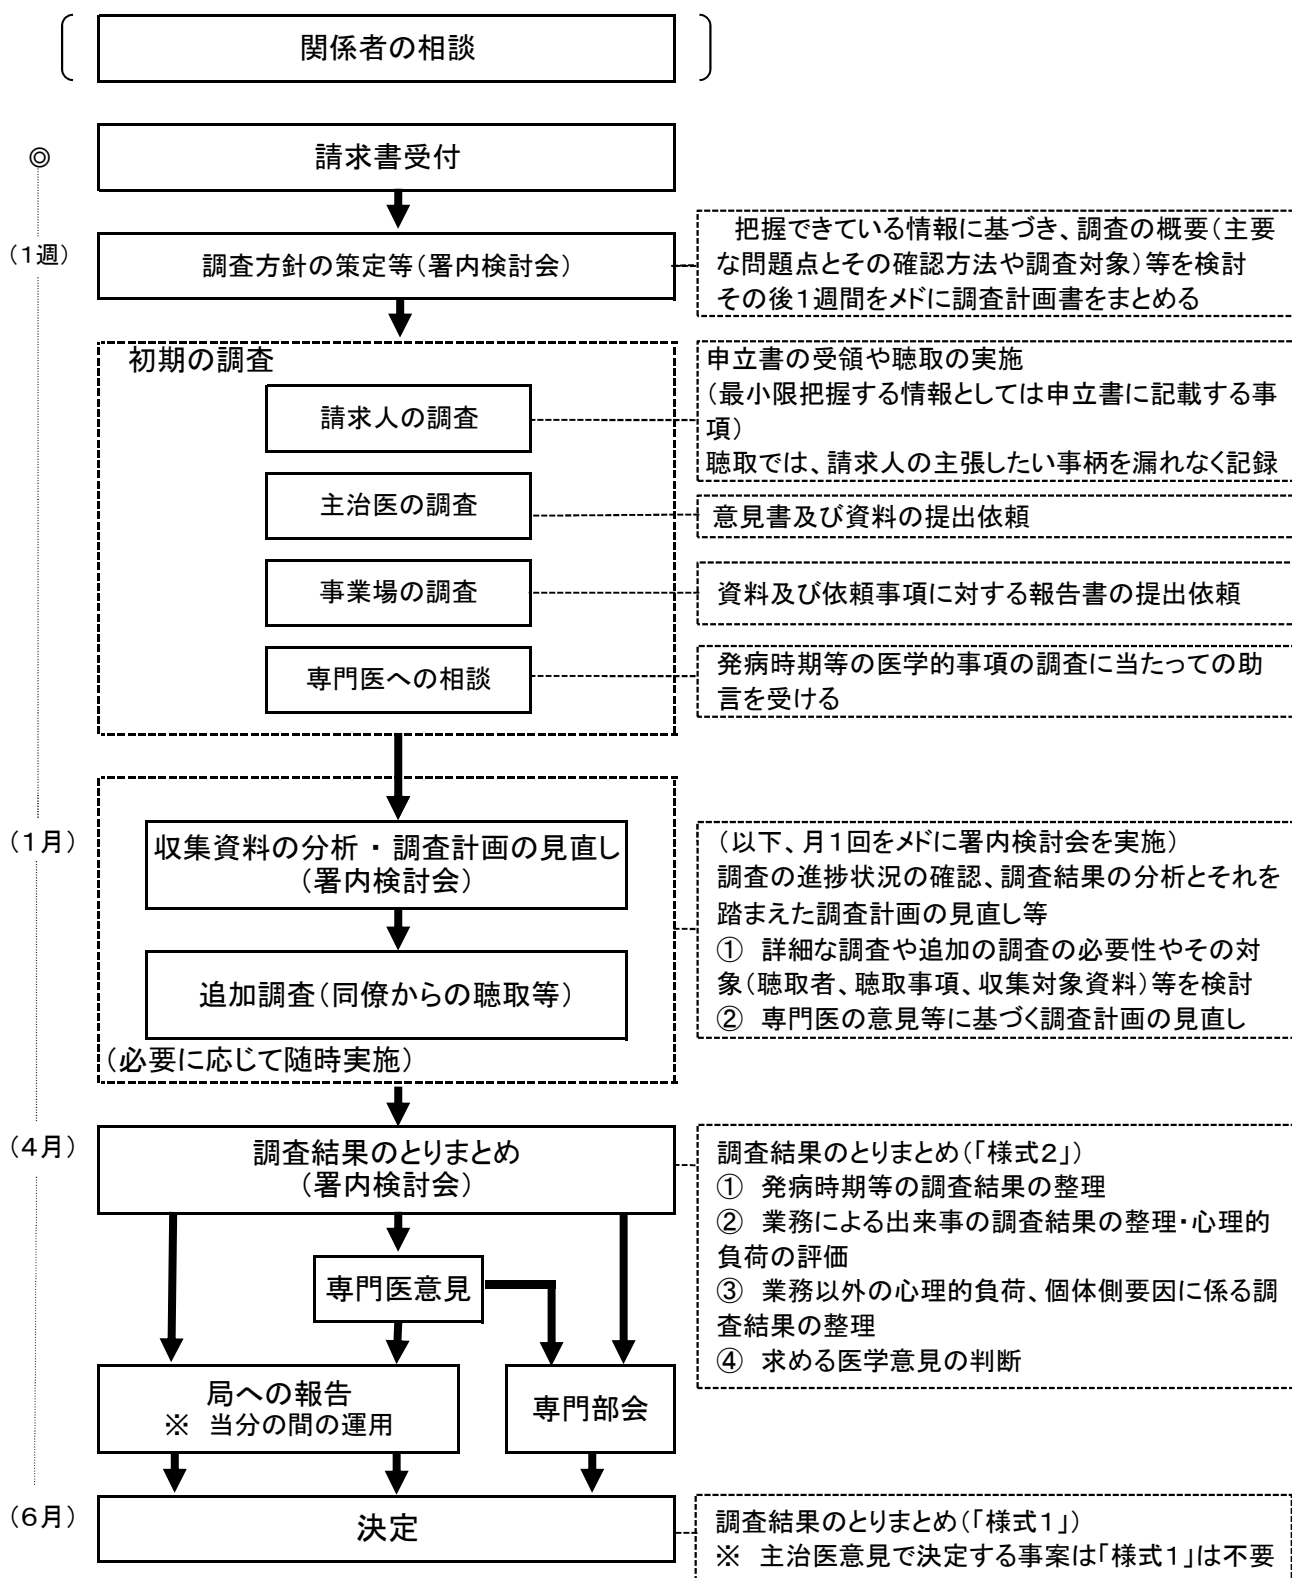 関係者の相談
◎
請求書受付
(1週)
調査方針の策定等(署内検討会)
把握できている情報に基づき、調査の概要(主要
な問題点とその確認方法や調査対象)等を検討
その後1週間をメドに調査計画書をまとめる
初期の調査
請求人の調査
申立書の受領や聴取の実施
(最小限把握する情報としては申立書に記載する事
項)
聴取では、請求人の主張したい事柄を漏れなく記録
主治医の調査
意見書及び資料の提出依頼
事業場の調査
資料及び依頼事項に対する報告書の提出依頼
専門医への相談
発病時期等の医学的事項の調査に当たっての助
言を受ける
(1月)
収集資料の分析・調査計画の見直し
(署内検討会)
追加調査(同僚からの聴取等)
(必要に応じて随時実施)
(以下、月1回をメドに署内検討会を実施)
調査の進捗状況の確認、調査結果の分析とそれを
踏まえた調査計画の見直し等
① 詳細な調査や追加の調査の必要性やその対
象(聴取者、聴取事項、収集対象資料)等を検討
② 専門医の意見等に基づく調査計画の見直し
(4月)
調査結果のとりまとめ
(署内検討会)
調査結果のとりまとめ(「様式2」)
① 発病時期等の調査結果の整理
② 業務による出来事の調査結果の整理・心理的
負荷の評価
③ 業務以外の心理的負荷、個体側要因に係る調
査結果の整理
④ 求める医学意見の判断
専門医意見
局への報告
※ 当分の間の運用
専門部会
(6月)
決定
調査結果のとりまとめ(「様式1」)
※ 主治医意見で決定する事案は「様式1」は不要